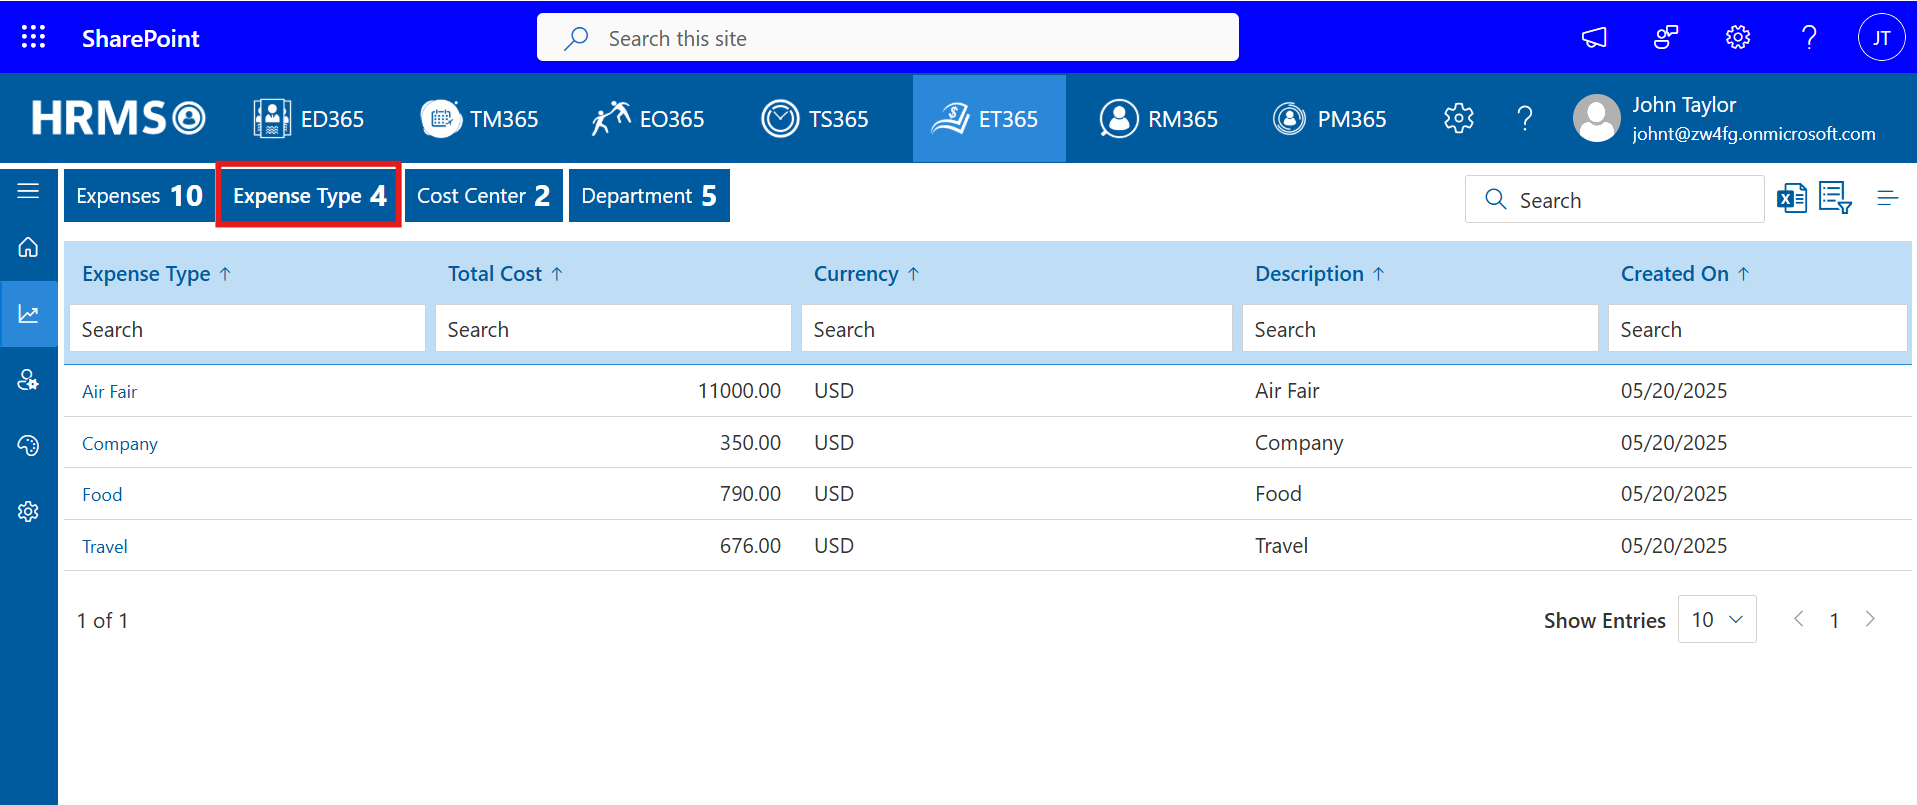 SharePoint
Search this site
JT
HRMS
ED365
TM365
EO365
TS365
ET365
RM365
PM365
John Taylor
johnt@zw4fg.onmicrosoft.com
Expenses 10
Expense Type 4
Cost Center 2
Department 5
Search
Expense Type ↑ Total Cost ↑ Currency ↑ Description ↑ Created On ↑
Search Search Search Search Search
Air Fair 11000.00 USD Air Fair 05/20/2025
Company 350.00 USD Company 05/20/2025
Food 790.00 USD Food 05/20/2025
Travel 676.00 USD Travel 05/20/2025
1 of 1
Show Entries 10 1